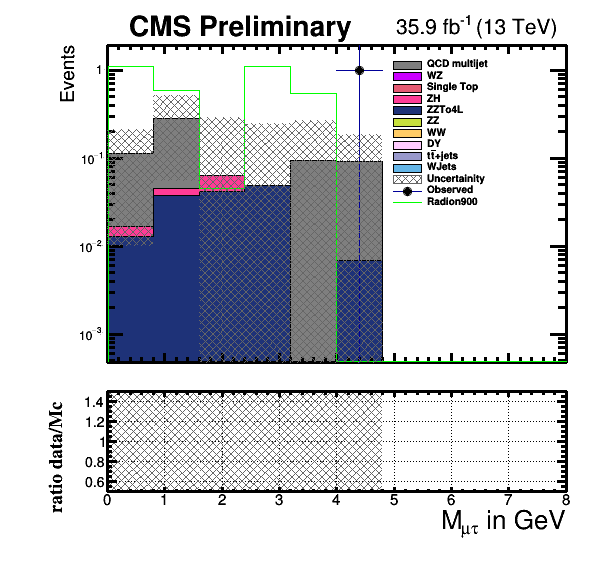 CMS Preliminary 35.9 fb⁻¹ (13 TeV)
Events
1
10⁻¹
10⁻²
10⁻³
QCD multijet
WZ
Single Top
ZH
ZZTo4L
ZZ
WW
DY
tt̄+jets
WJets
Uncertainity
Observed
Radion900
ratio data/Mc
1.4
1.2
1
0.8
0.6
0 1 2 3 4 5 6 7 8
Mμτ in GeV